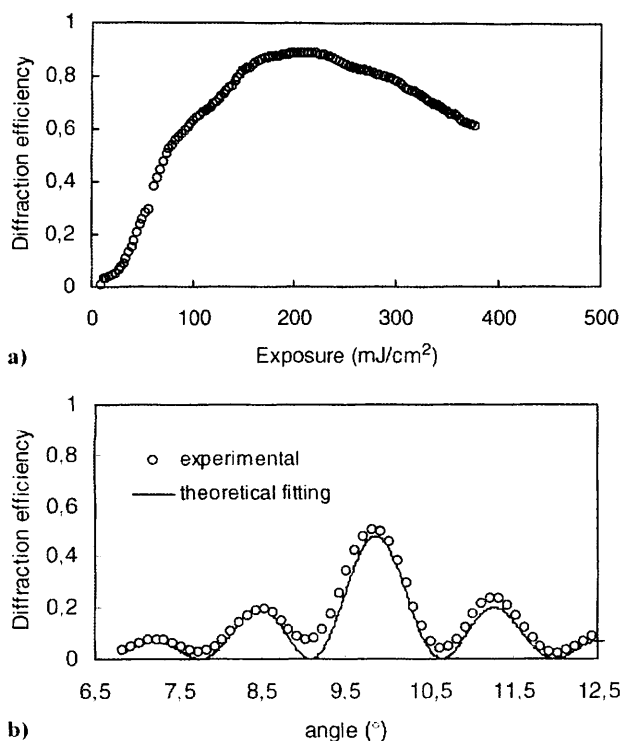 1
0,8
0,6
0,4
0,2
0
Diffraction efficiency
0 100 200 300 400 500
Exposure (mJ/cm²)
a)
1
0,8
0,6
0,4
0,2
0
Diffraction efficiency
experimental
theoretical fitting
6,5 7,5 8,5 9,5 10,5 11,5 12,5
angle (°)
b)